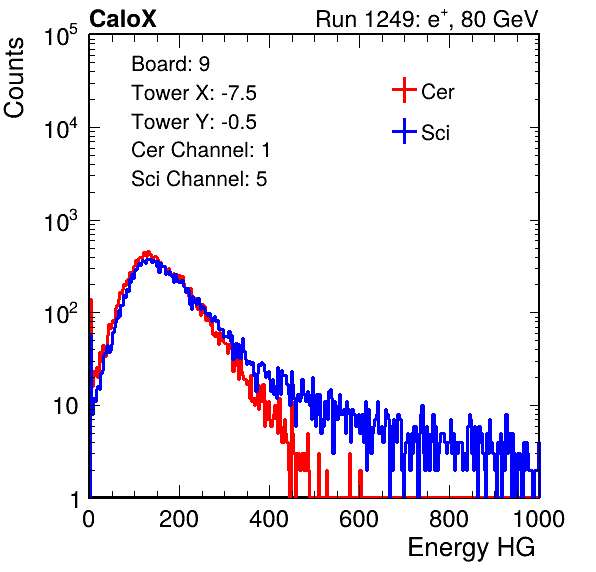 CaloX Run 1249: e⁺, 80 GeV
Counts
Board: 9
Tower X: -7.5
Tower Y: -0.5
Cer Channel: 1
Sci Channel: 5
Cer
Sci
10⁵
10⁴
10³
10²
10
1
0 200 400 600 800 1000
Energy HG